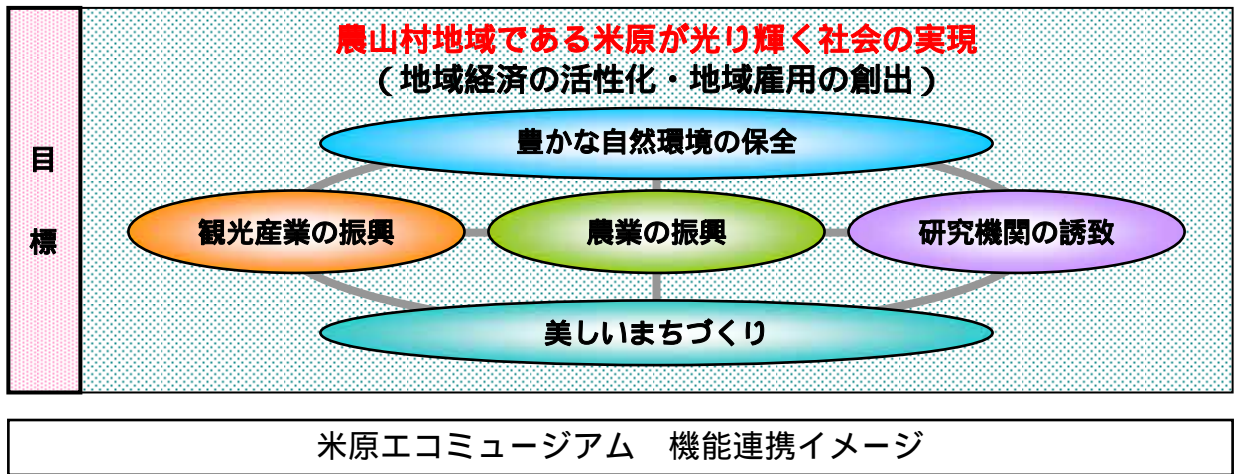 目標
農山村地域である米原が光り輝く社会の実現
(地域経済の活性化・地域雇用の創出)
豊かな自然環境の保全
観光産業の振興
農業の振興
研究機関の誘致
美しいまちづくり
米原エコミュージアム　機能連携イメージ